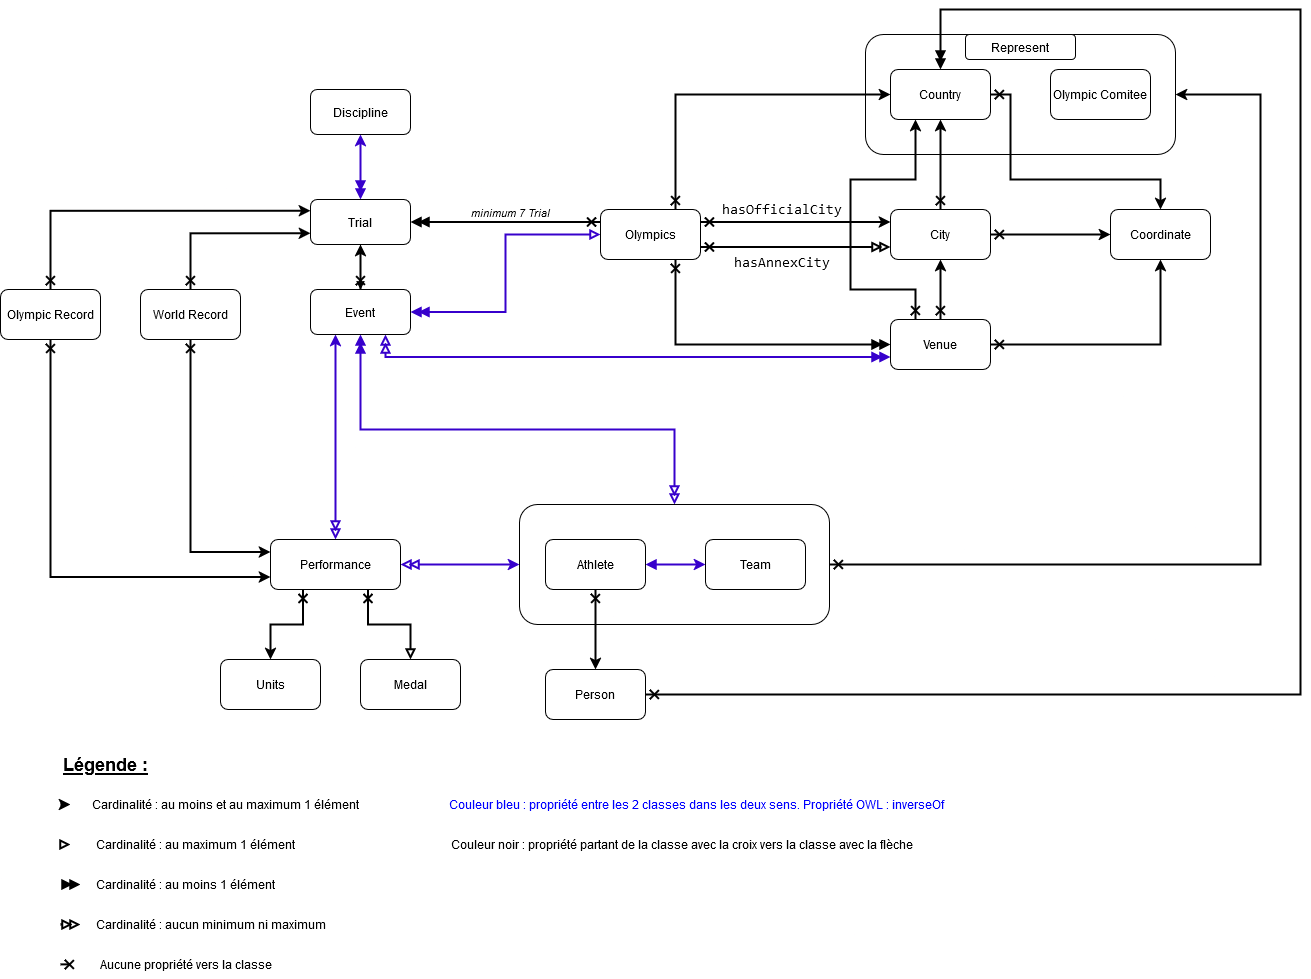 Represent
Country
Olympic Comitee
Discipline
Trial
minimum 7 Trial
Olympics
hasOfficialCity
City
Coordinate
hasAnnexCity
Olympic Record
World Record
Event
Venue
Performance
Athlete
Team
Units
Medal
Person
Légende :
Cardinalité : au moins et au maximum 1 élément
Couleur bleu : propriété entre les 2 classes dans les deux sens. Propriété OWL : inverseOf
Cardinalité : au maximum 1 élément
Couleur noir : propriété partant de la classe avec la croix vers la classe avec la flèche
Cardinalité : au moins 1 élément
Cardinalité : aucun minimum ni maximum
Aucune propriété vers la classe